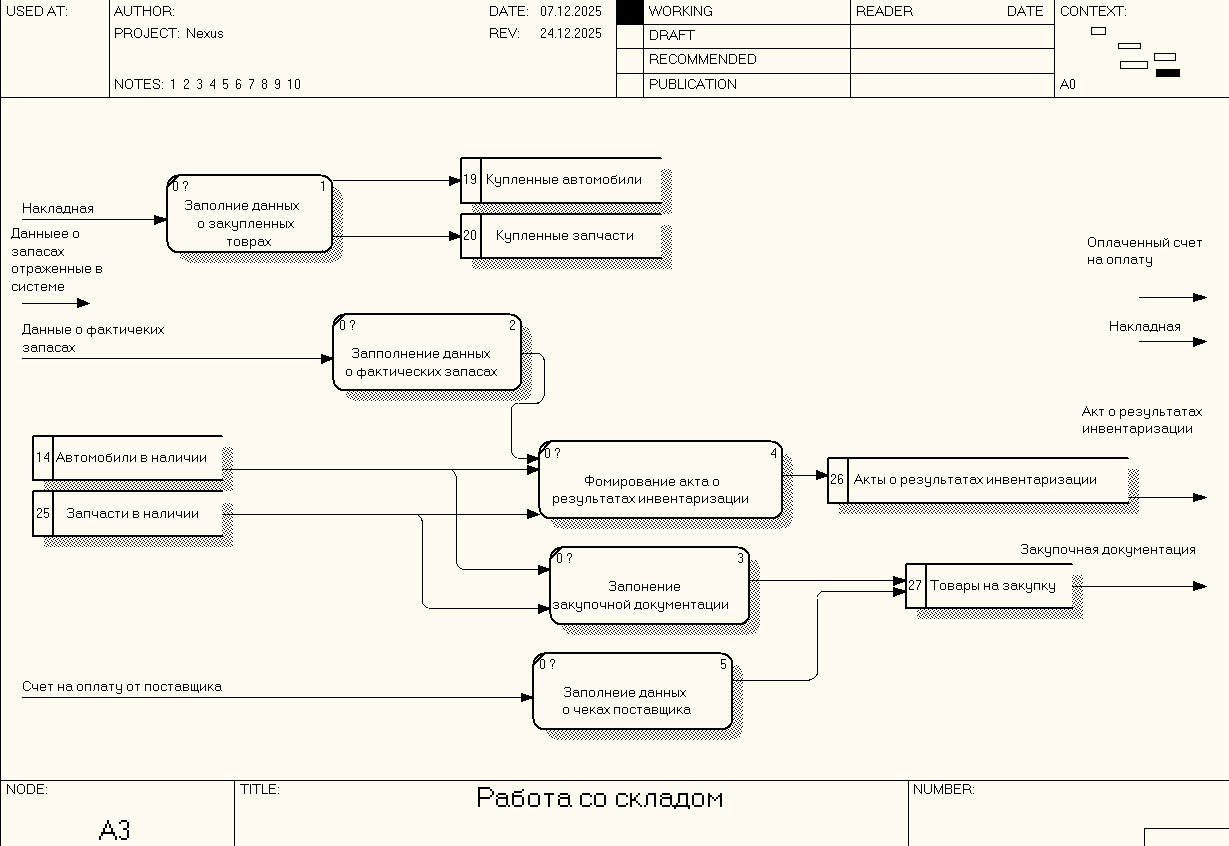 USED AT:
AUTHOR:
DATE: 07.12.2025
WORKING
READER
DATE
CONTEXT:
PROJECT: Nexus
REV: 24.12.2025
DRAFT
RECOMMENDED
NOTES: 1 2 3 4 5 6 7 8 9 10
PUBLICATION
A0
0 ?
1
Заполние данных
о закупленных
товрах
19
Купленные автомобили
20
Купленные запчасти
Накладная
Данныее о
запасах
отраженные в
системе
Оплаченный счет
на оплату
Накладная
Данные о фактичеких
запасах
0 ?
2
Запполнение данных
о фактических запасах
Акт о результатах
инвентаризации
14
Автомобили в наличии
25
Запчасти в наличии
0 ?
4
Фомирование акта о
результатах инвентаризации
26
Акты о результатах инвентаризации
0 ?
3
Запонение
закупочной документации
Закупочная документация
27
Товары на закупку
0 ?
5
Заполнеие данных
о чеках поставщика
Счет на оплату от поставщика
NODE:
A3
TITLE:
Работа со складом
NUMBER: